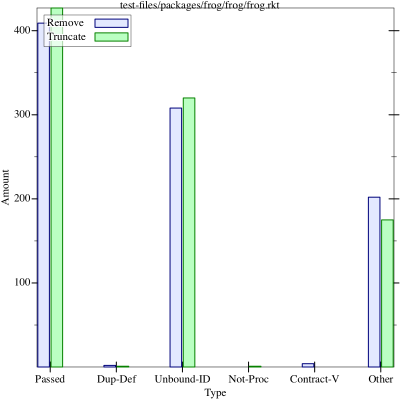 test-files/packages/frog/frog/frog.rkt
Remove
Truncate
400
300
200
100
Amount
Passed Dup-Def Unbound-ID Not-Proc Contract-V Other
Type